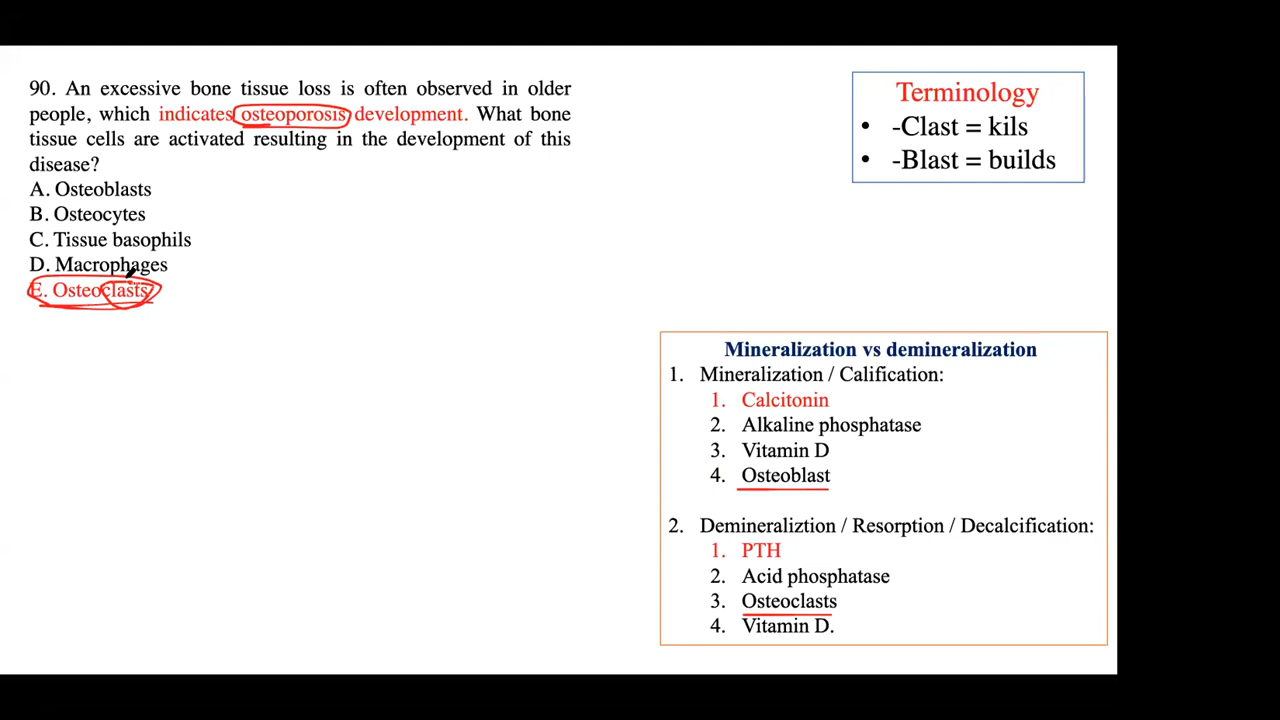 90. An excessive bone tissue loss is often observed in older
people, which indicates osteoporosis development. What bone
tissue cells are activated resulting in the development of this
disease?
A. Osteoblasts
B. Osteocytes
C. Tissue basophils
D. Macrophages
E. Osteoclasts
Terminology
• -Clast = kils
• -Blast = builds
Mineralization vs demineralization
1. Mineralization / Calification:
1. Calcitonin
2. Alkaline phosphatase
3. Vitamin D
4. Osteoblast
2. Demineraliztion / Resorption / Decalcification:
1. PTH
2. Acid phosphatase
3. Osteoclasts
4. Vitamin D.